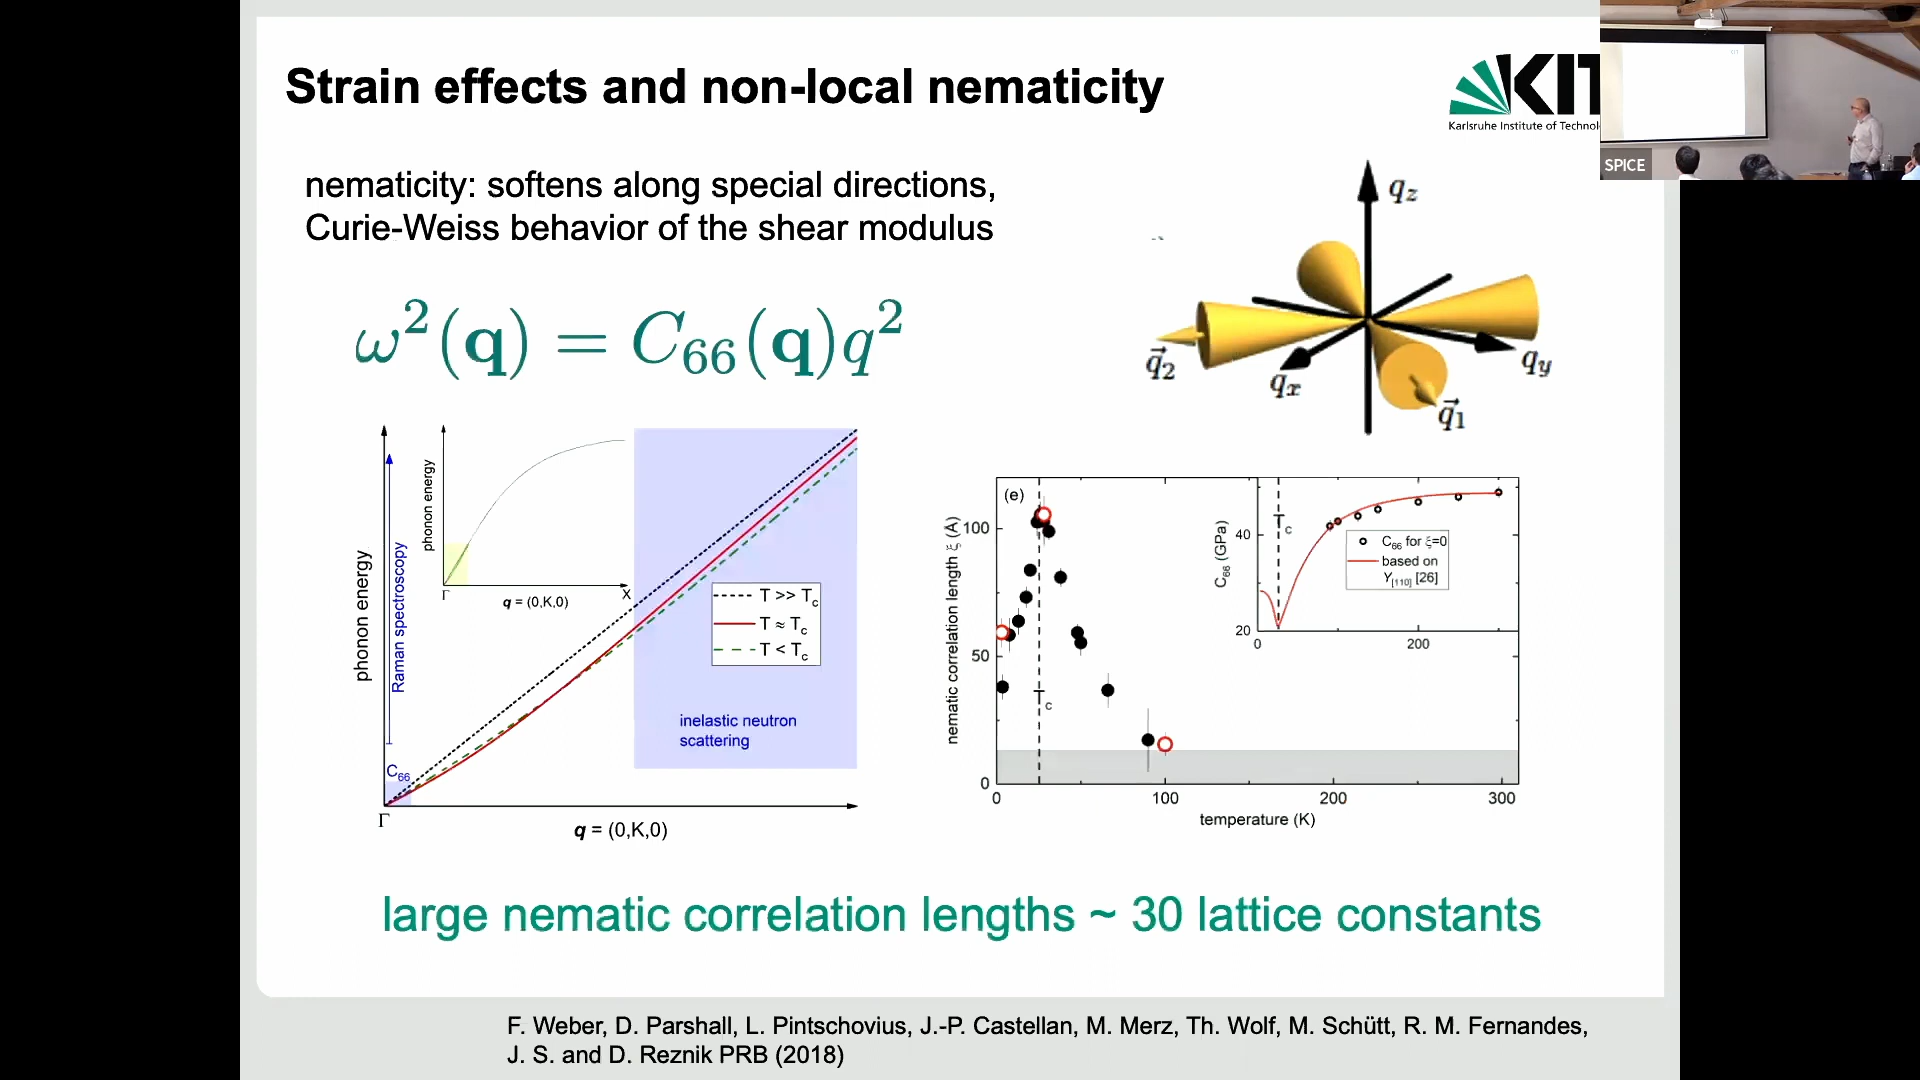 Strain effects and non-local nematicity
KIT
Karlsruhe Institute of Technol
SPICE
nematicity: softens along special directions,
Curie-Weiss behavior of the shear modulus
ω²(q) = C₆₆(q)q²
q_z
q_y
q_x
q⃗₂
q⃗₁
phonon energy
Raman spectroscopy
C₆₆
Γ
q = (0,K,0)
phonon energy
Γ
q = (0,K,0)
X
T >> T_c
T ≈ T_c
T < T_c
inelastic neutron
scattering
(e)
nematic correlation length ξ (Å)
100
50
0
T_c
0
100
200
300
temperature (K)
C₆₆ (GPa)
40
20
0
200
T_c
C₆₆ for ξ=0
based on
Y[110] [26]
large nematic correlation lengths ~ 30 lattice constants
F. Weber, D. Parshall, L. Pintschovius, J.-P. Castellan, M. Merz, Th. Wolf, M. Schütt, R. M. Fernandes,
J. S. and D. Reznik PRB (2018)